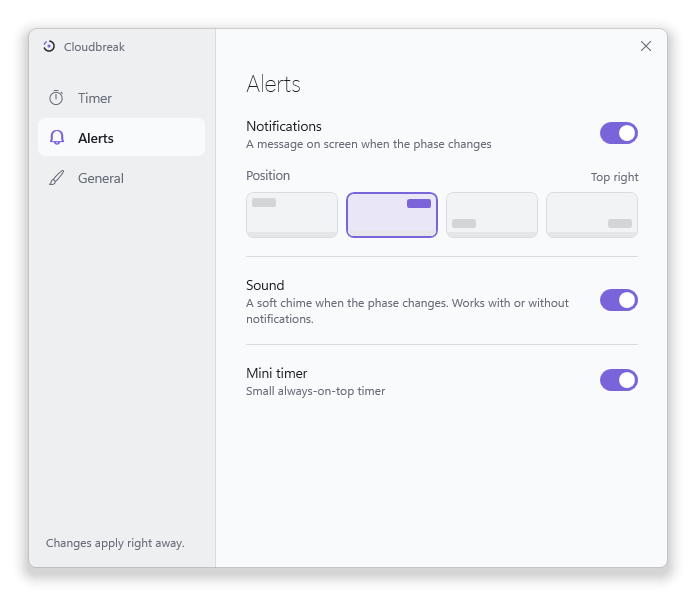 Cloudbreak
Timer
Alerts
General
Changes apply right away.
Alerts
Notifications
A message on screen when the phase changes
Position
Top right
Sound
A soft chime when the phase changes. Works with or without
notifications.
Mini timer
Small always-on-top timer